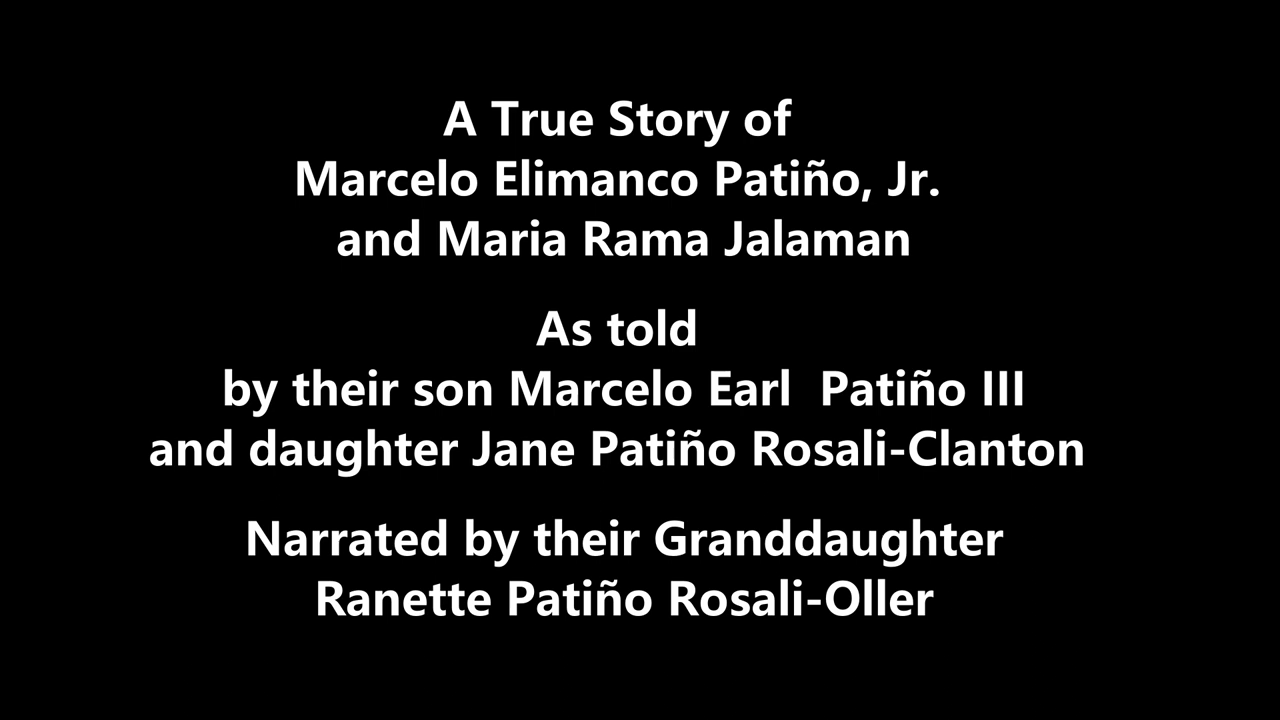 A True Story of
Marcelo Elimanco Patiño, Jr.
and Maria Rama Jalaman
As told
by their son Marcelo Earl  Patiño III
and daughter Jane Patiño Rosali-Clanton
Narrated by their Granddaughter
Ranette Patiño Rosali-Oller